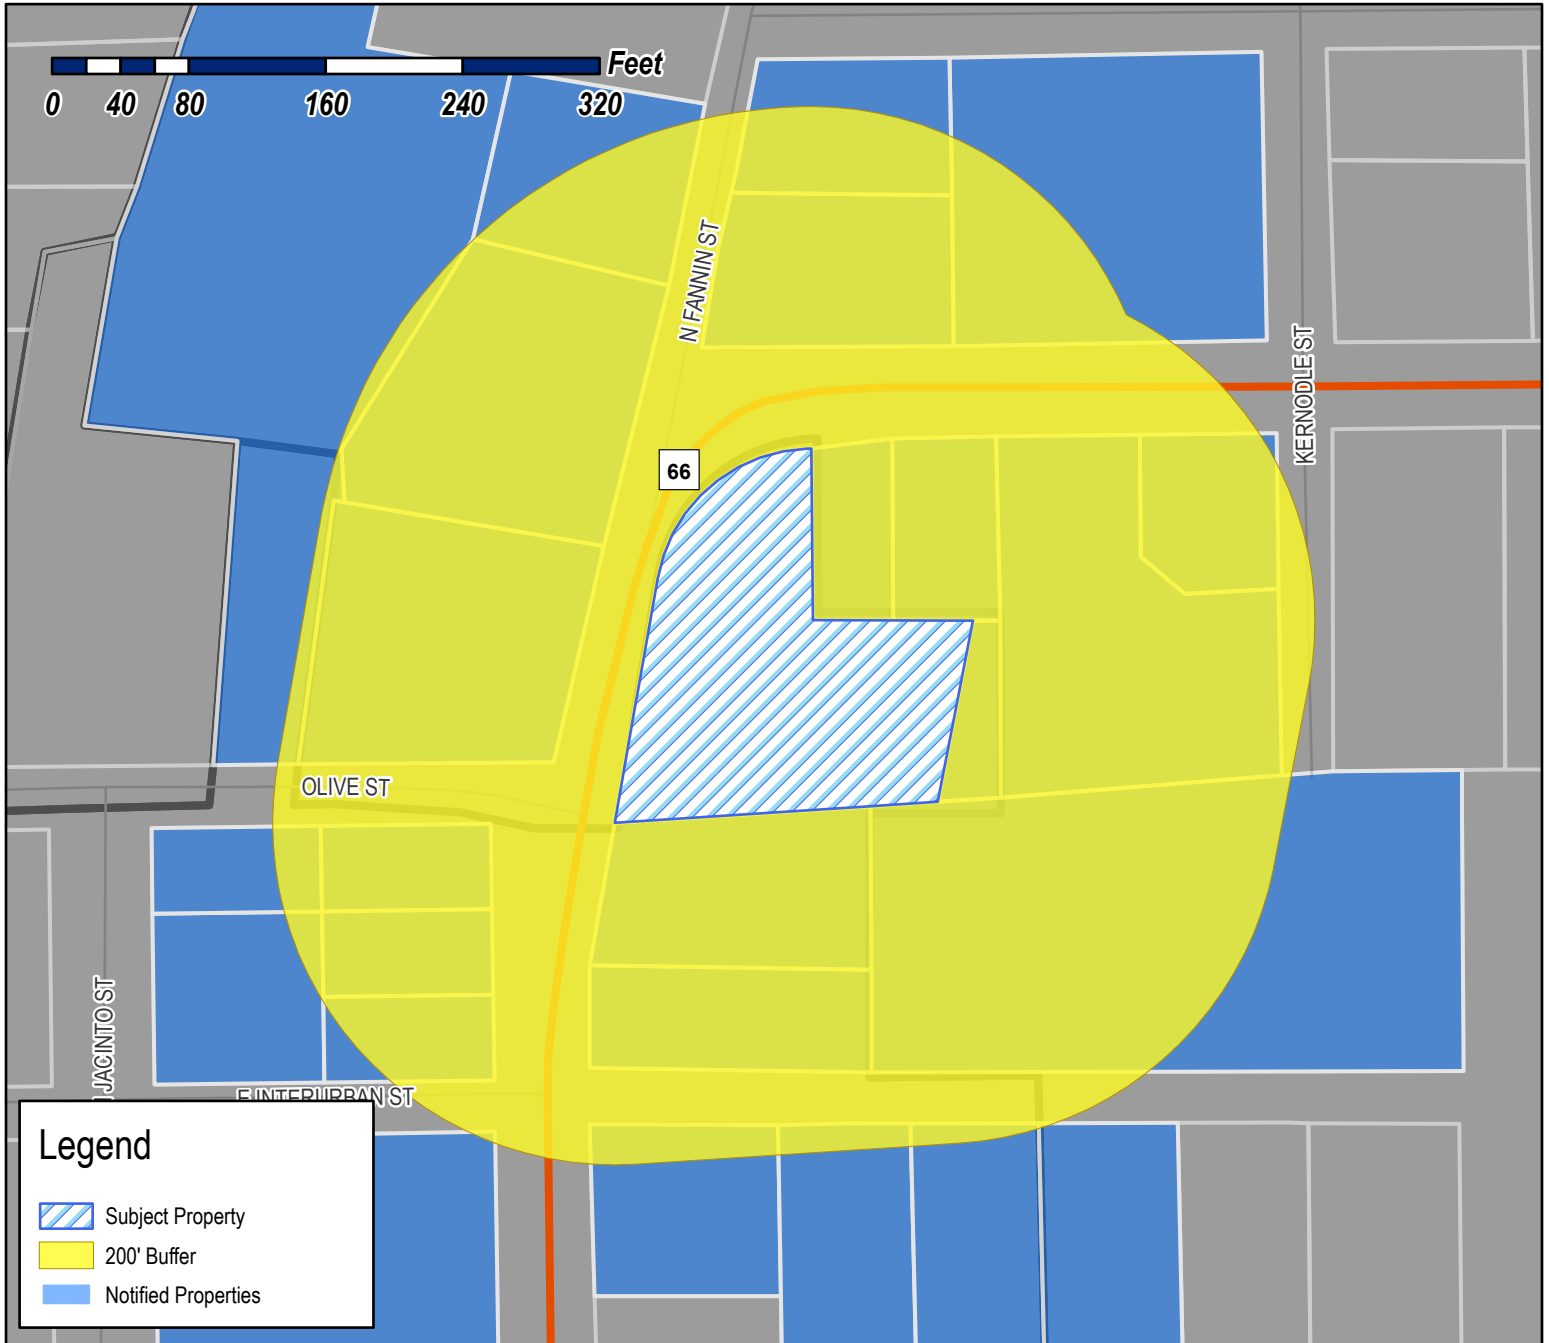 Feet
0 40 80 160 240 320
N FANNIN ST
KERNODLE ST
66
OLIVE ST
JACINTO ST
E INTERURBAN ST
Legend
Subject Property
200' Buffer
Notified Properties